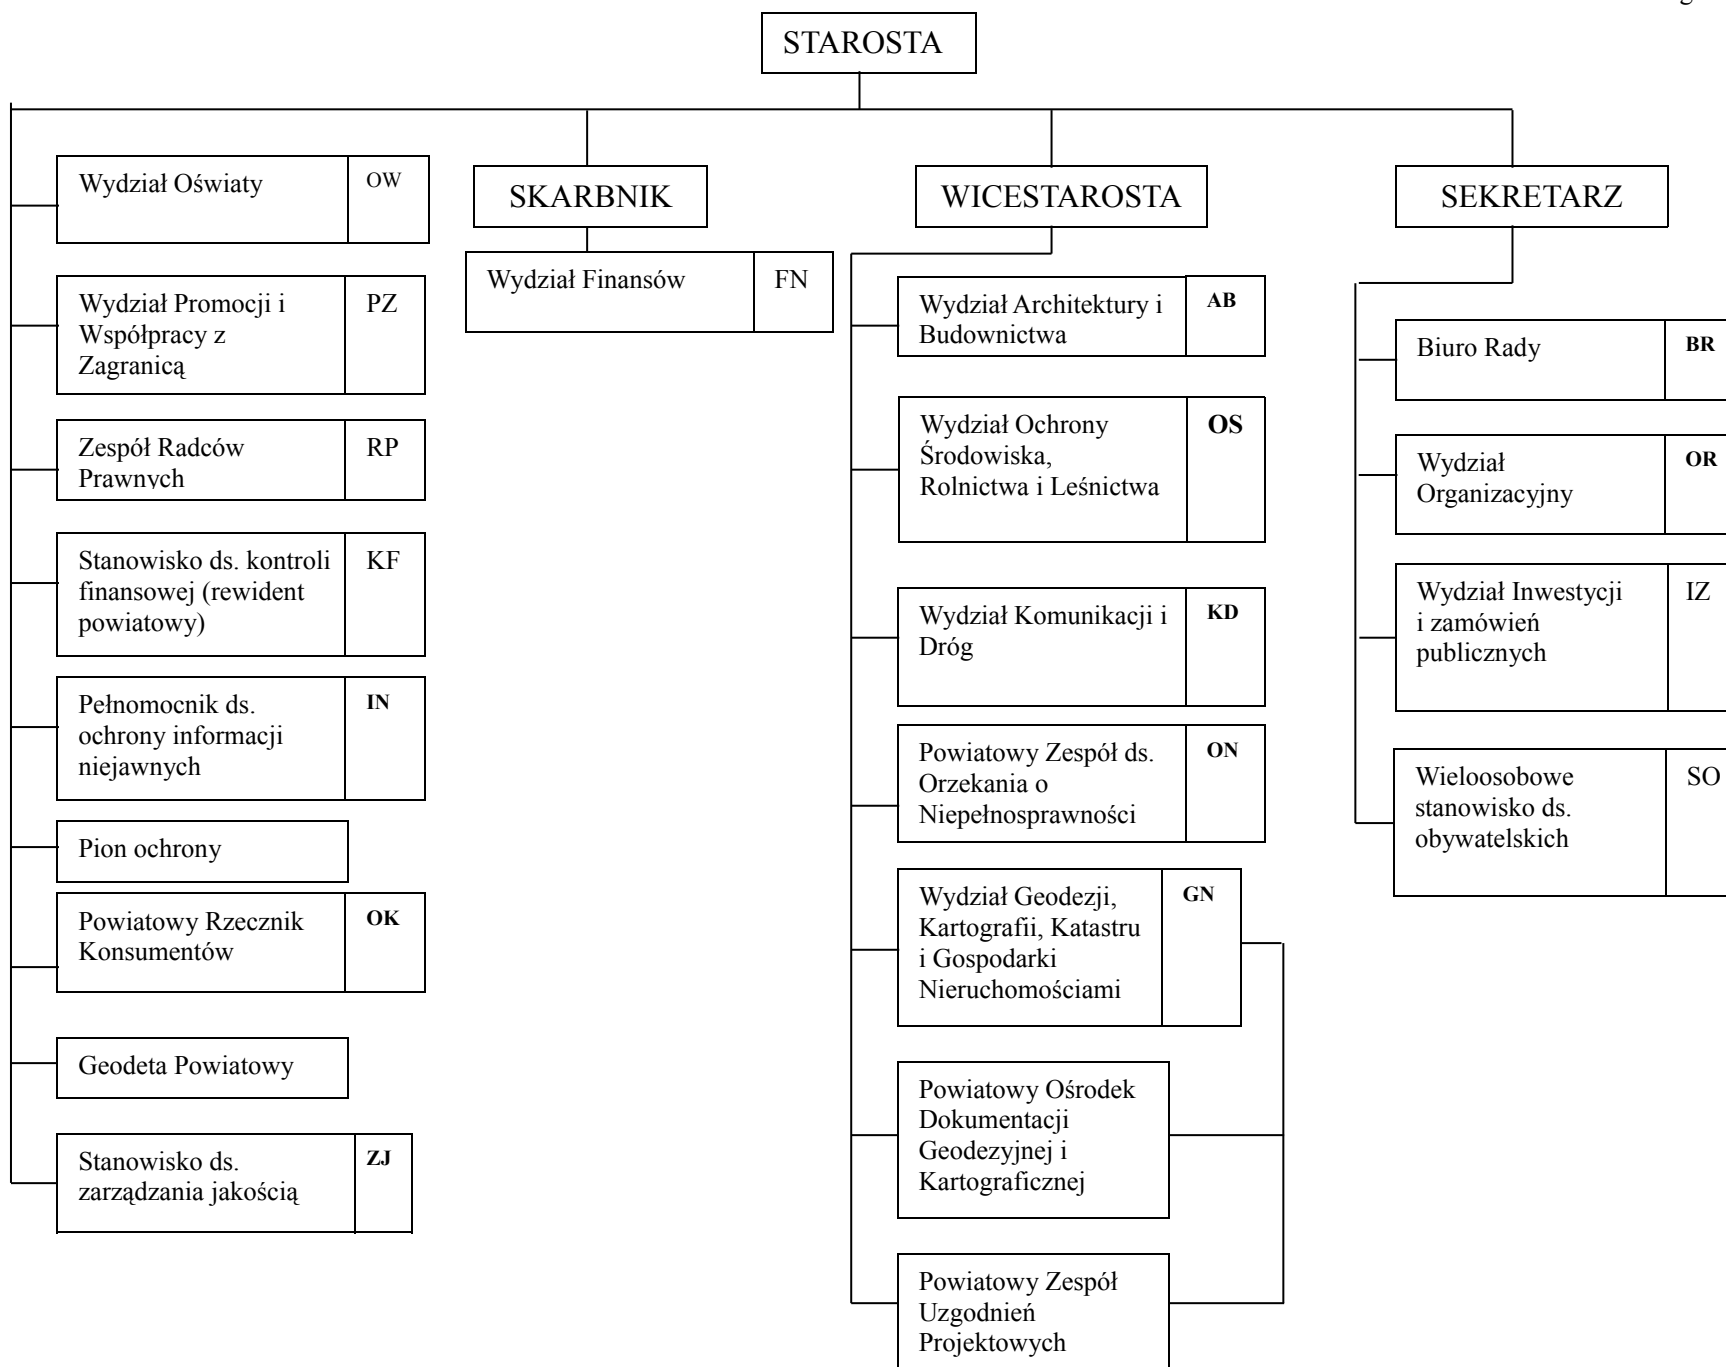 STAROSTA
Wydział Oświaty
OW
Wydział Promocji i
Współpracy z
Zagranicą
PZ
Zespół Radców
Prawnych
RP
Stanowisko ds. kontroli
finansowej (rewident
powiatowy)
KF
Pełnomocnik ds.
ochrony informacji
niejawnych
IN
Pion ochrony
Powiatowy Rzecznik
Konsumentów
OK
Geodeta Powiatowy
Stanowisko ds.
zarządzania jakością
ZJ
SKARBNIK
Wydział Finansów
FN
WICESTAROSTA
Wydział Architektury i
Budownictwa
AB
Wydział Ochrony
Środowiska,
Rolnictwa i Leśnictwa
OS
Wydział Komunikacji i
Dróg
KD
Powiatowy Zespół ds.
Orzekania o
Niepełnosprawności
ON
Wydział Geodezji,
Kartografii, Katastru
i Gospodarki
Nieruchomościami
GN
Powiatowy Ośrodek
Dokumentacji
Geodezyjnej i
Kartograficznej
Powiatowy Zespół
Uzgodnień
Projektowych
SEKRETARZ
Biuro Rady
BR
Wydział
Organizacyjny
OR
Wydział Inwestycji
i zamówień
publicznych
IZ
Wieloosobowe
stanowisko ds.
obywatelskich
SO